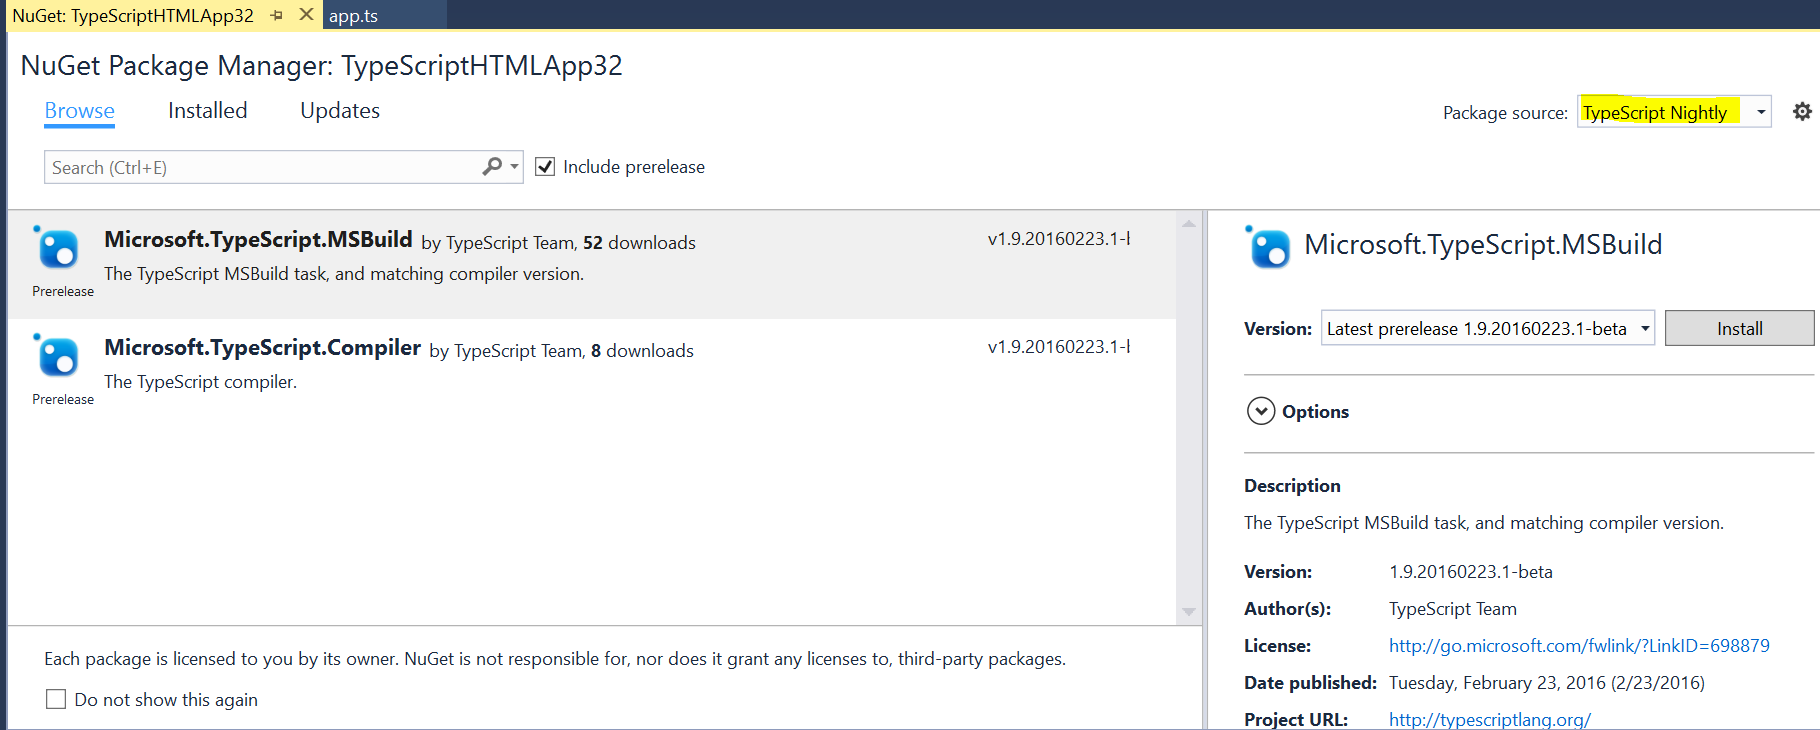 NuGet: TypeScriptHTMLApp32
app.ts
NuGet Package Manager: TypeScriptHTMLApp32
Browse Installed Updates
Package source: TypeScript Nightly
Search (Ctrl+E)
Include prerelease
Microsoft.TypeScript.MSBuild by TypeScript Team, 52 downloads v1.9.20160223.1-b
The TypeScript MSBuild task, and matching compiler version.
Prerelease
Microsoft.TypeScript.Compiler by TypeScript Team, 8 downloads v1.9.20160223.1-b
The TypeScript compiler.
Prerelease
Each package is licensed to you by its owner. NuGet is not responsible for, nor does it grant any licenses to, third-party packages.
Do not show this again
Microsoft.TypeScript.MSBuild
Version: Latest prerelease 1.9.20160223.1-beta Install
Options
Description
The TypeScript MSBuild task, and matching compiler version.
Version: 1.9.20160223.1-beta
Author(s): TypeScript Team
License: http://go.microsoft.com/fwlink/?LinkID=698879
Date published: Tuesday, February 23, 2016 (2/23/2016)
Project URL: http://typescriptlang.org/